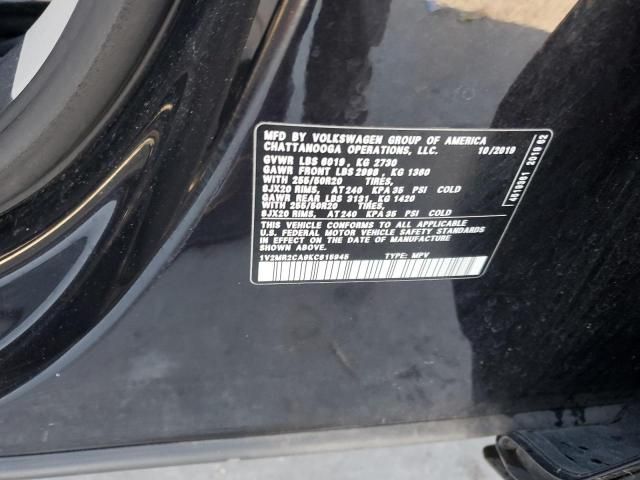 MFD BY VOLKSWAGEN GROUP OF AMERICA
CHATTANOOGA OPERATIONS, LLC. 10/2018
GVWR LBS 6019, KG 2730
GAWR FRONT LBS 2998, KG 1360
WITH 255/50R20 TIRES,
8JX20 RIMS, AT 240 KPA 35 PSI COLD
GAWR REAR LBS 3131, KG 1420
WITH 255/50R20 TIRES,
8JX20 RIMS, AT 240 KPA 35 PSI COLD
THIS VEHICLE CONFORMS TO ALL APPLICABLE
U.S. FEDERAL MOTOR VEHICLE SAFETY STANDARDS
IN EFFECT ON THE DATE OF MANUFACTURE SHOWN ABOVE
TYPE: MPV
2019 02